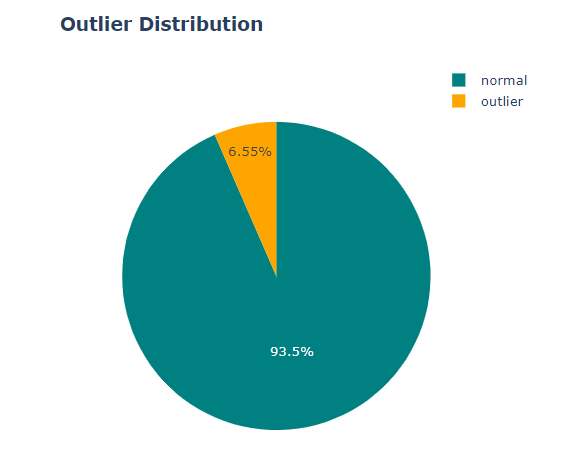 Outlier Distribution
normal
outlier
6.55%
93.5%